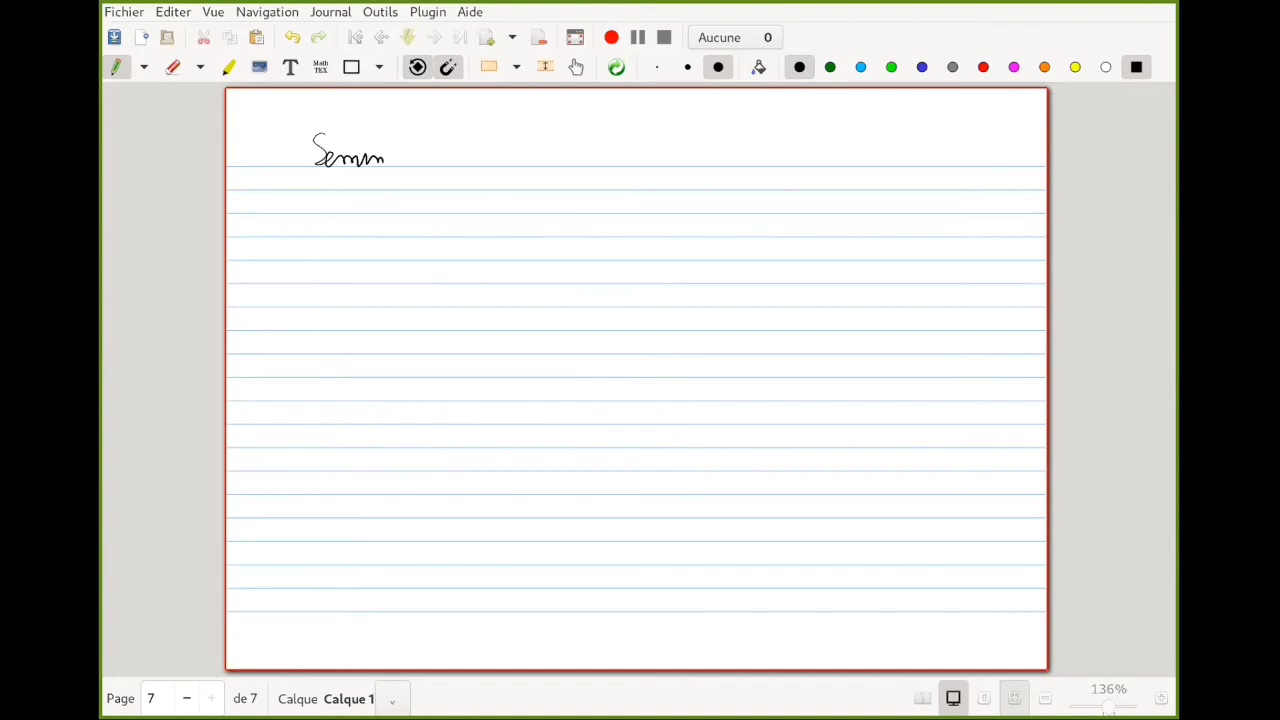 Fichier Editer Vue Navigation Journal Outils Plugin Aide
Aucune 0
T Math TEX
Semin
Page 7 de 7 Calque Calque 1 136%